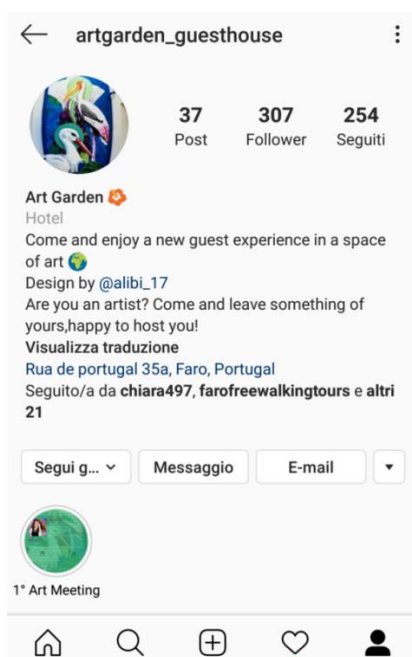 artgarden_guesthouse
37
307
254
Post
Follower
Seguiti
Art Garden
Hotel
Come and enjoy a new guest experience in a space
of art
Design by @alibi_17
Are you an artist? Come and leave something of
yours,happy to host you!
Visualizza traduzione
Rua de portugal 35a, Faro, Portugal
Seguito/a da chiara497, farofreewalkingtours e altri
21
Segui g...
Messaggio
E-mail
1° Art Meeting